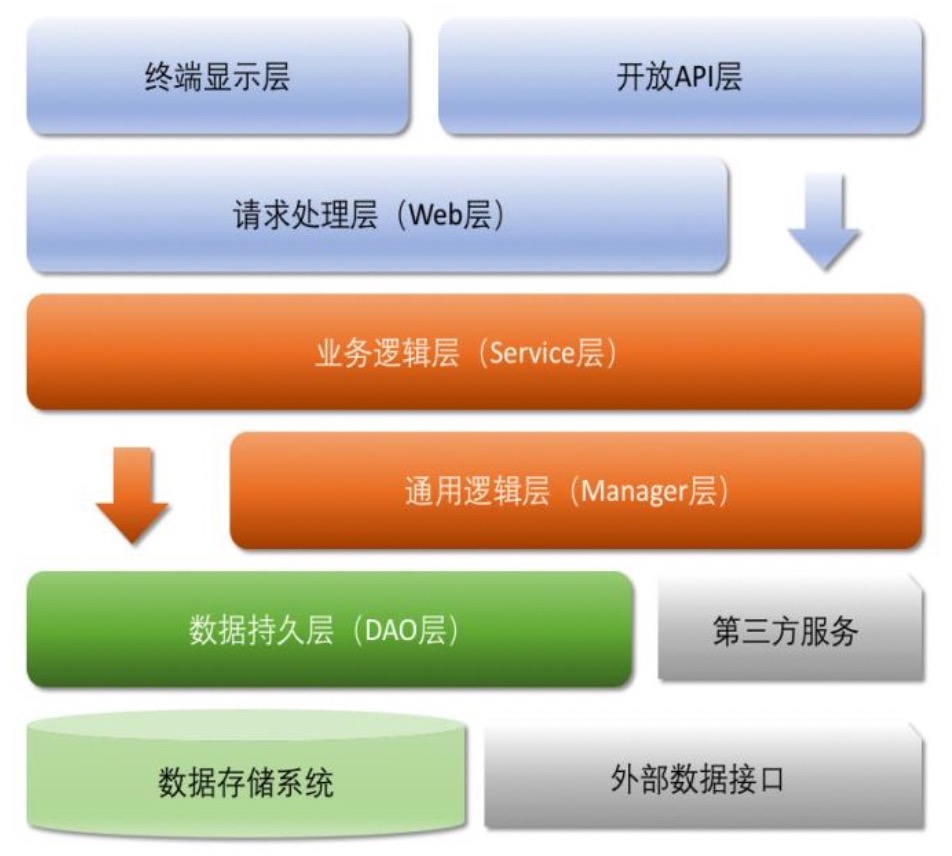 终端显示层
开放API层
请求处理层（Web层）
业务逻辑层（Service层）
通用逻辑层（Manager层）
数据持久层（DAO层）
第三方服务
数据存储系统
外部数据接口